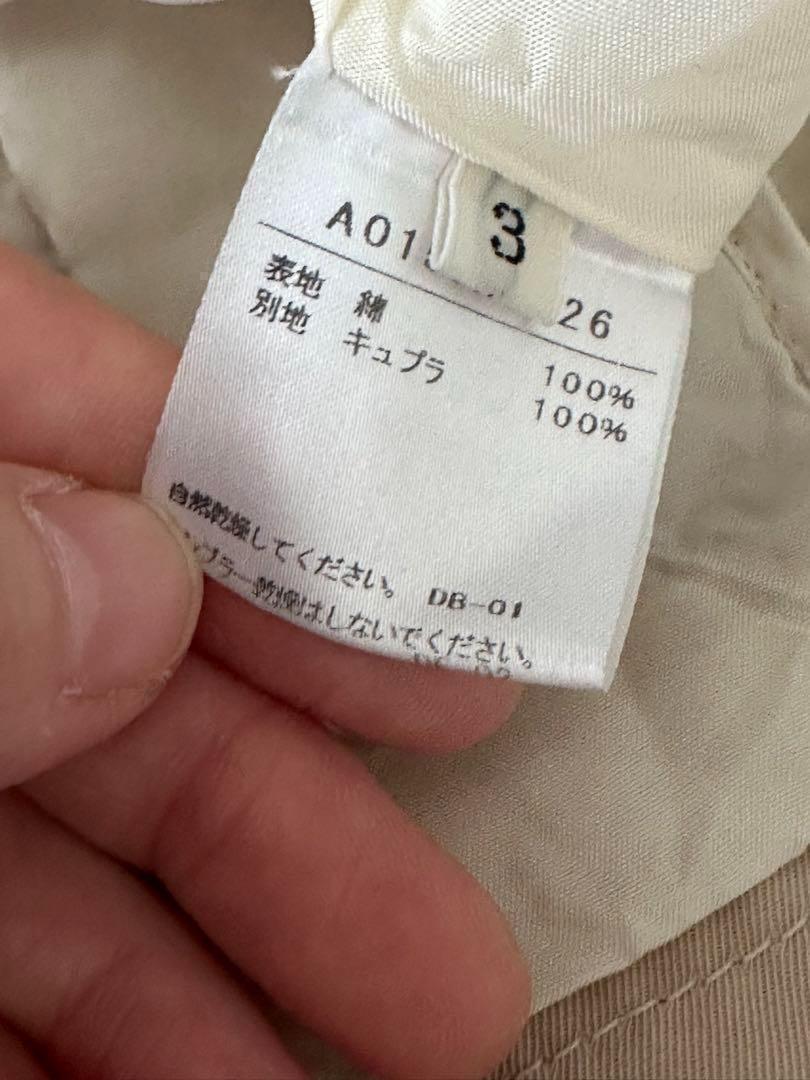 3
A01 26
表地 綿 100%
別地 キュプラ 100%
自然乾燥してください。 DB-01
乾燥はしないでください。